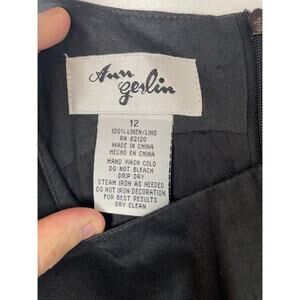 Ann
Gerlin
12
100% LINEN/LINO
RN 62120
MADE IN CHINA
HECHO EN CHINA
HAND WASH COLD
DO NOT BLEACH
DRIP DRY
STEAM IRON AS NEEDED
DO NOT IRON DECORATION
FOR BEST RESULTS
DRY CLEAN